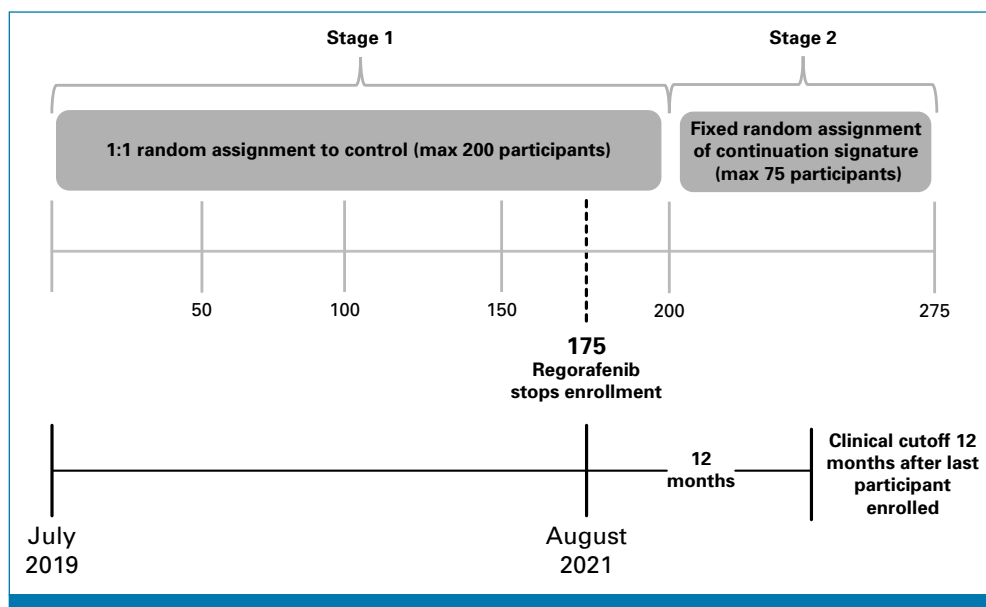 Stage 1
Stage 2
1:1 random assignment to control (max 200 participants)
Fixed random assignment
of continuation signature
(max 75 participants)
50
100
150
200
275
175
Regorafenib
stops enrollment
12
months
Clinical cutoff 12
months after last
participant
enrolled
July
2019
August
2021